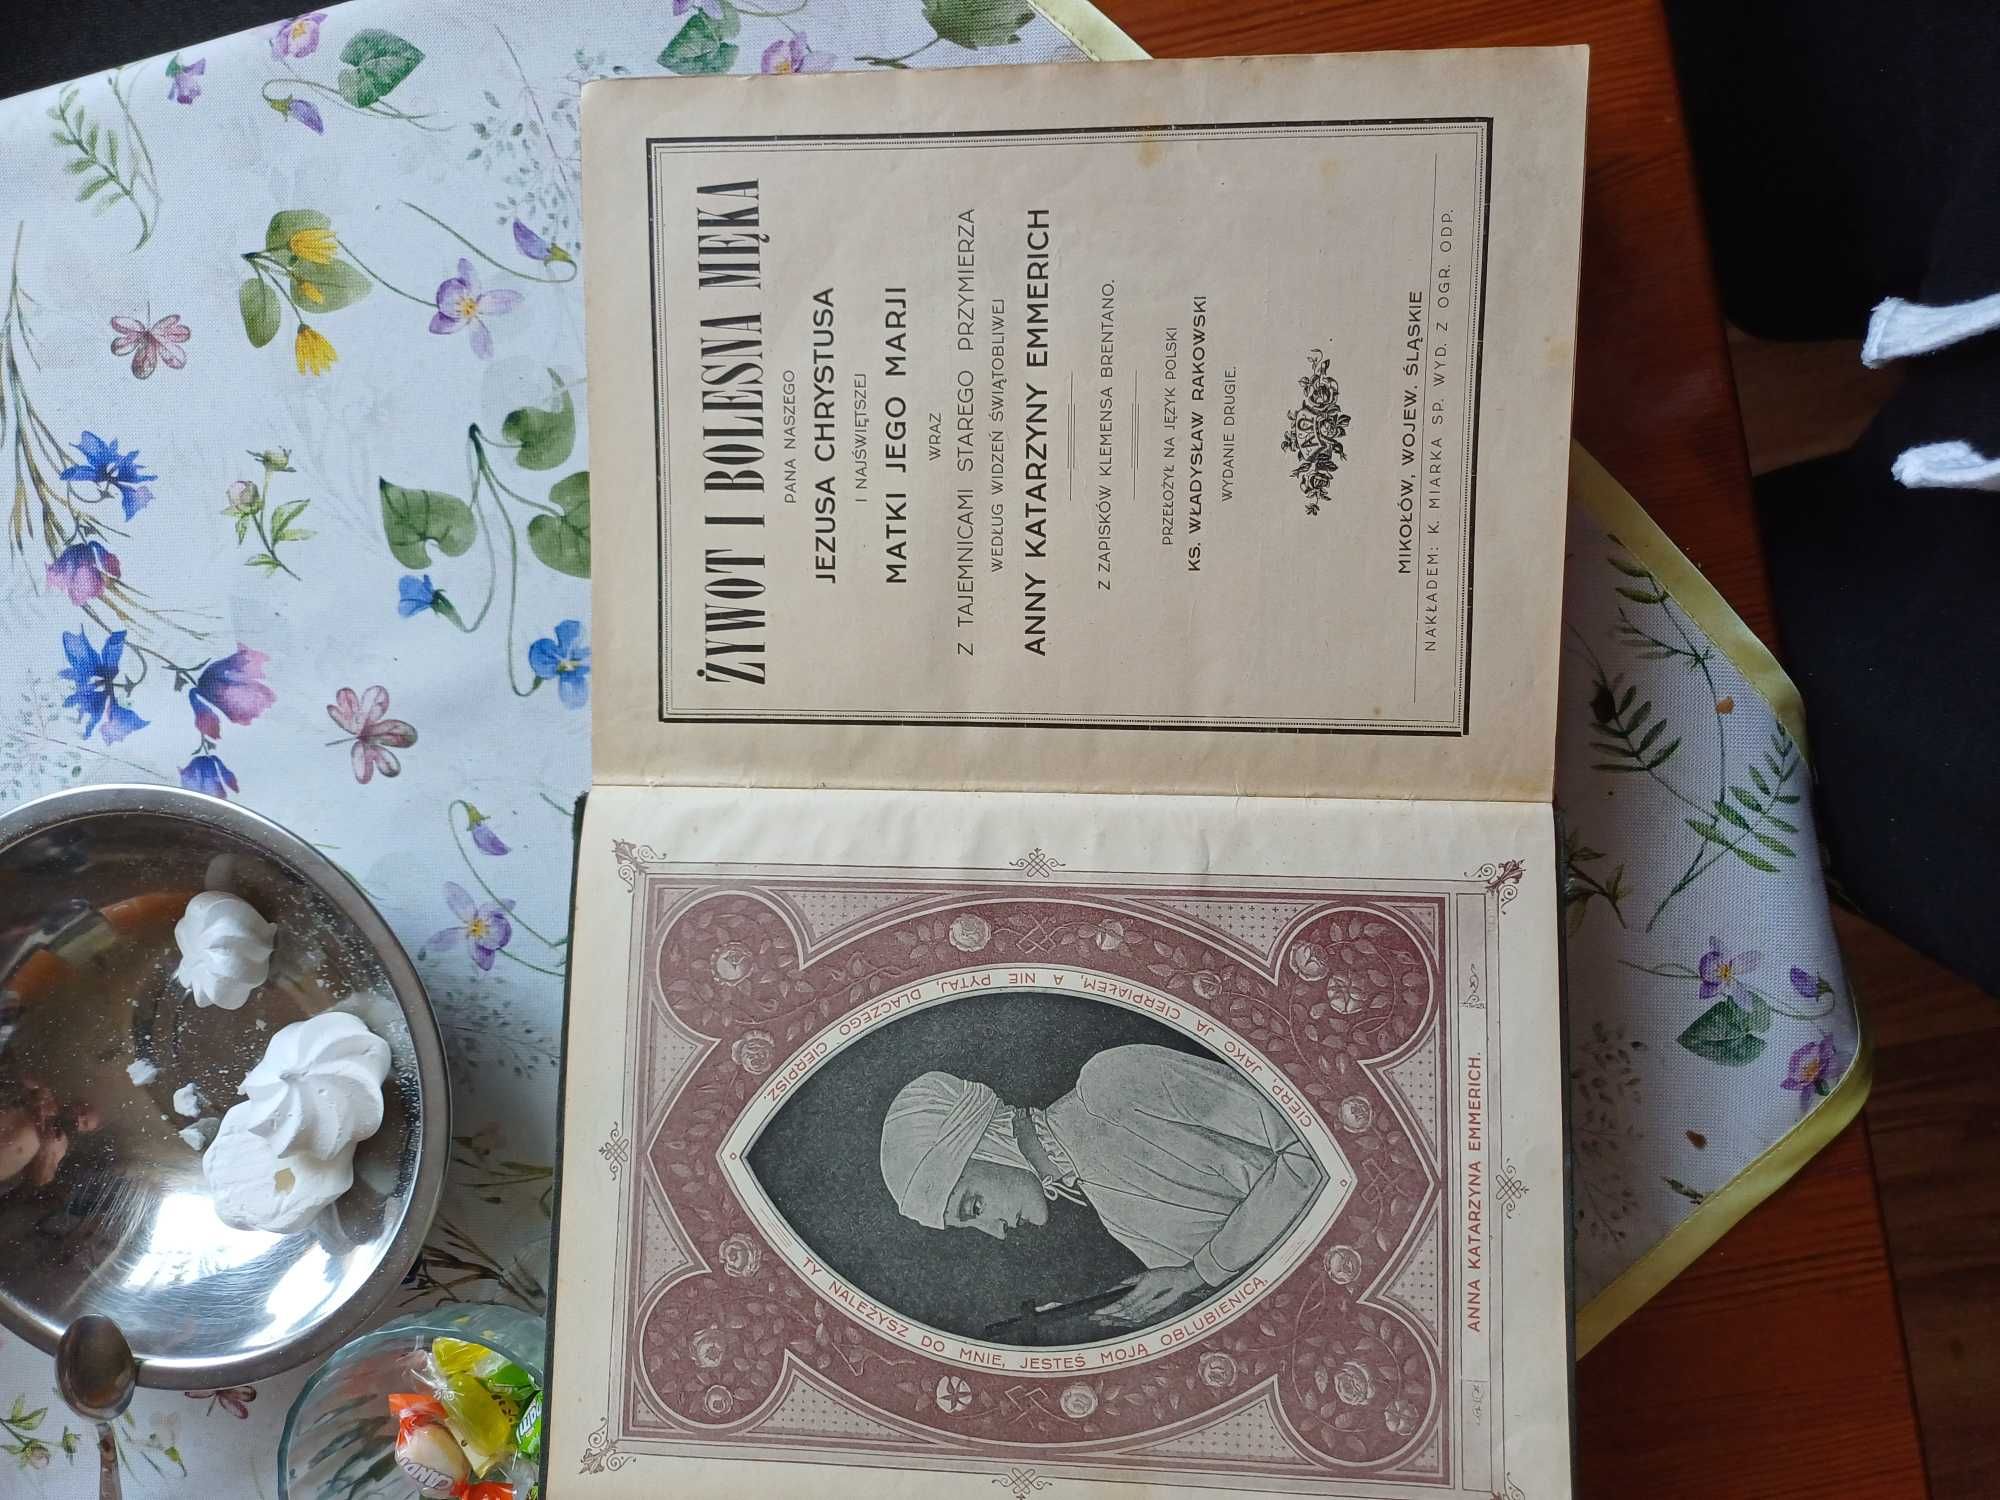 CIERP, JAKO JA CIERPIAŁEM, A NIE PYTAJ, DLACZEGO CIERPISZ.
TY NALEŻYSZ DO MNIE, JESTEŚ MOJĄ OBLUBIENICĄ.
ANNA KATARZYNA EMMERICH.
ŻYWOT I BOLESNA MĘKA
PANA NASZEGO
JEZUSA CHRYSTUSA
I NAJŚWIĘTSZEJ
MATKI JEGO MARJI
WRAZ
Z TAJEMNICAMI STAREGO PRZYMIERZA
WEDŁUG WIDZEŃ ŚWIĄTOBLIWEJ
ANNY KATARZYNY EMMERICH
Z ZAPISKÓW KLEMENSA BRENTANO.
PRZEŁOŻYŁ NA JĘZYK POLSKI
KS. WŁADYSŁAW RAKOWSKI
WYDANIE DRUGIE.
MIKOŁÓW, WOJEW. ŚLĄSKIE
NAKŁADEM: K. MIARKA SP. WYD. Z OGR. ODP.